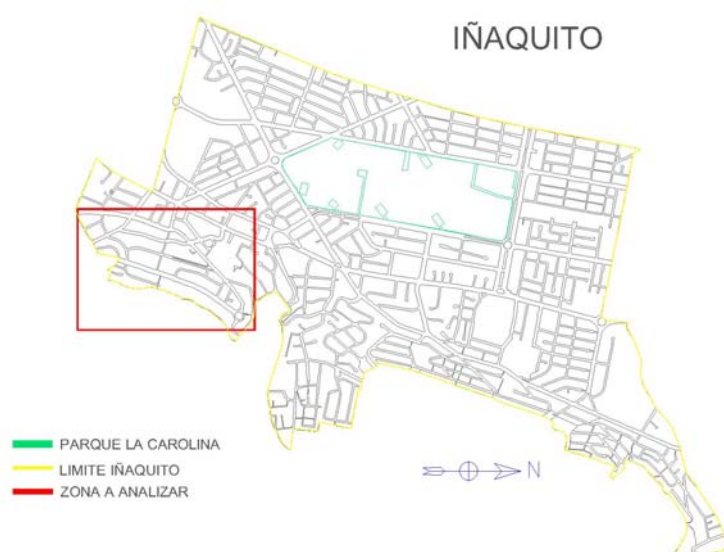 IÑAQUITO
PARQUE LA CAROLINA
LIMITE IÑAQUITO
ZONA A ANALIZAR
N